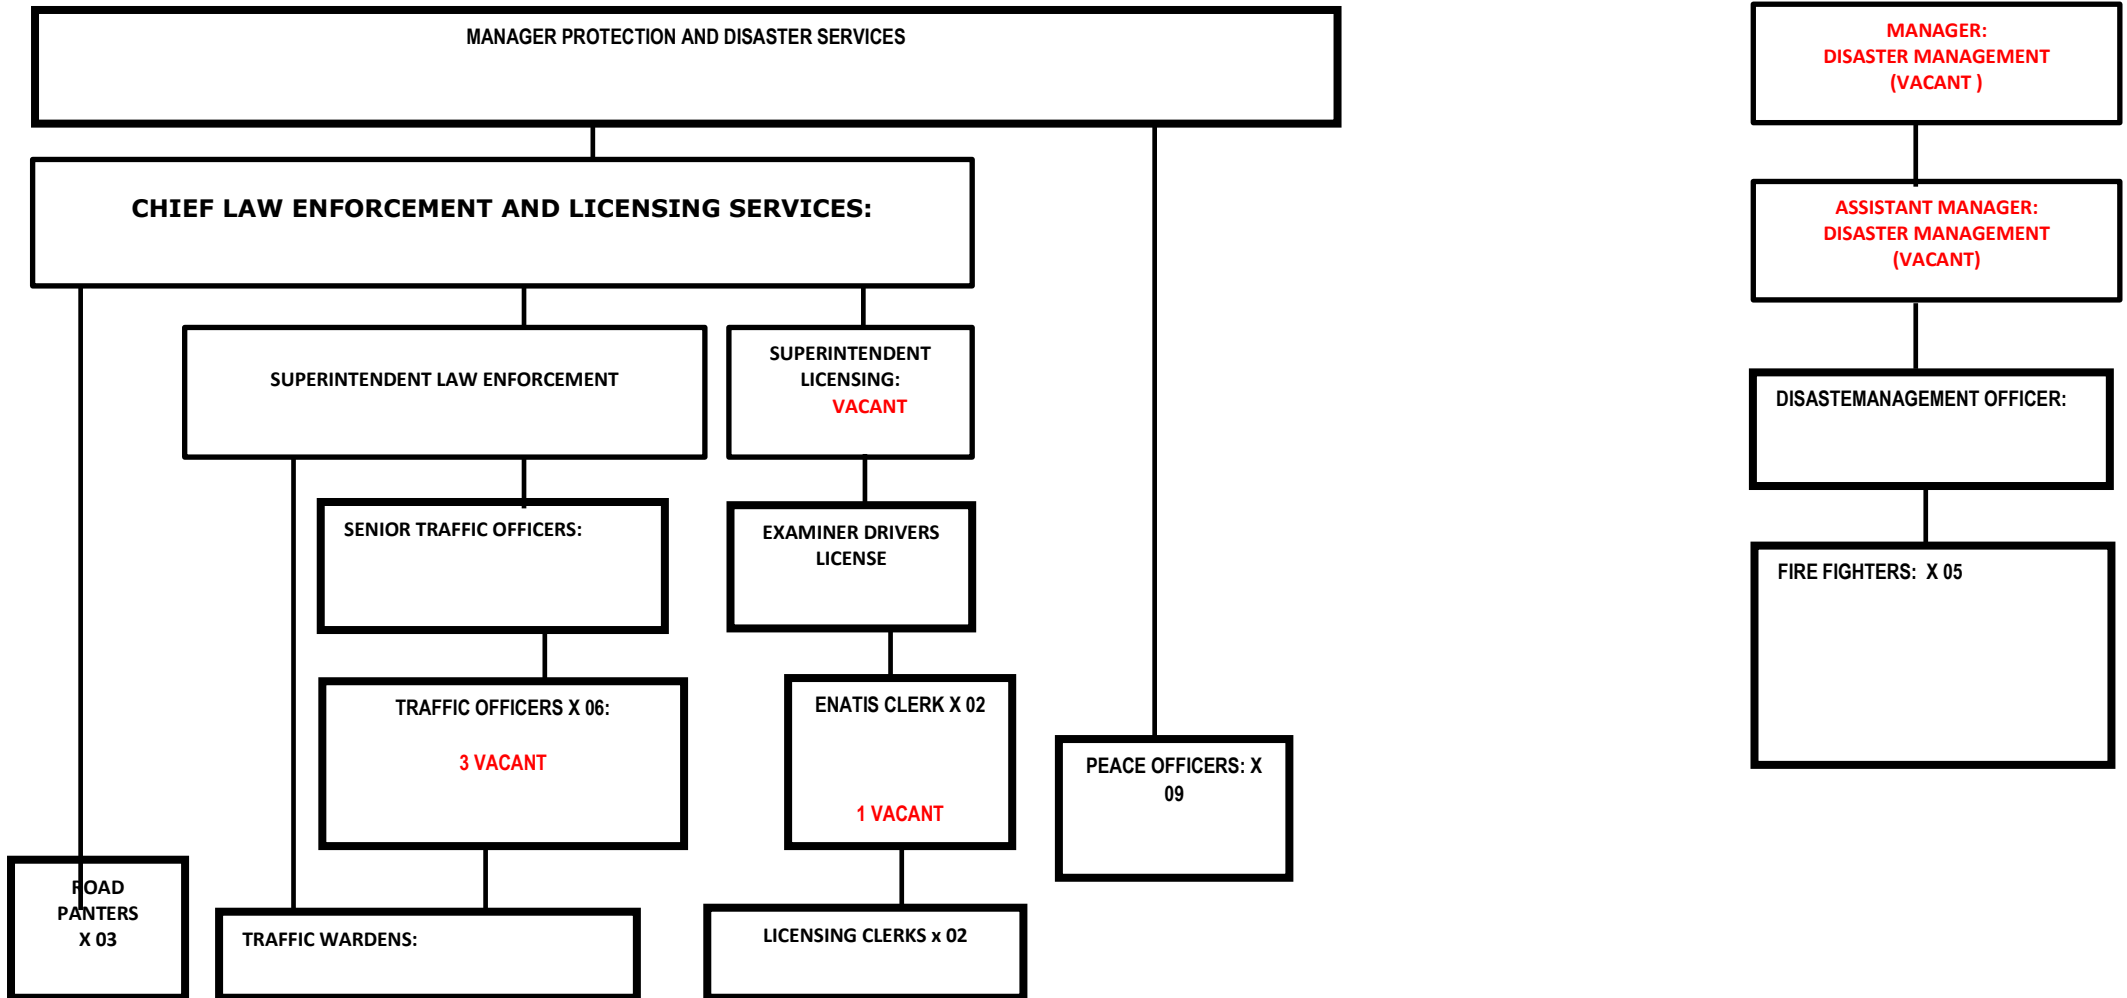 MANAGER PROTECTION AND DISASTER SERVICES
MANAGER:
DISASTER MANAGEMENT
(VACANT )
CHIEF LAW ENFORCEMENT AND LICENSING SERVICES:
ASSISTANT MANAGER:
DISASTER MANAGEMENT
(VACANT)
SUPERINTENDENT LAW ENFORCEMENT
SUPERINTENDENT
LICENSING:
VACANT
DISASTEMANAGEMENT OFFICER:
SENIOR TRAFFIC OFFICERS:
EXAMINER DRIVERS
LICENSE
FIRE FIGHTERS: X 05
TRAFFIC OFFICERS X 06:
3 VACANT
ENATIS CLERK X 02
1 VACANT
PEACE OFFICERS: X
09
ROAD
PANTERS
X 03
TRAFFIC WARDENS:
LICENSING CLERKS x 02